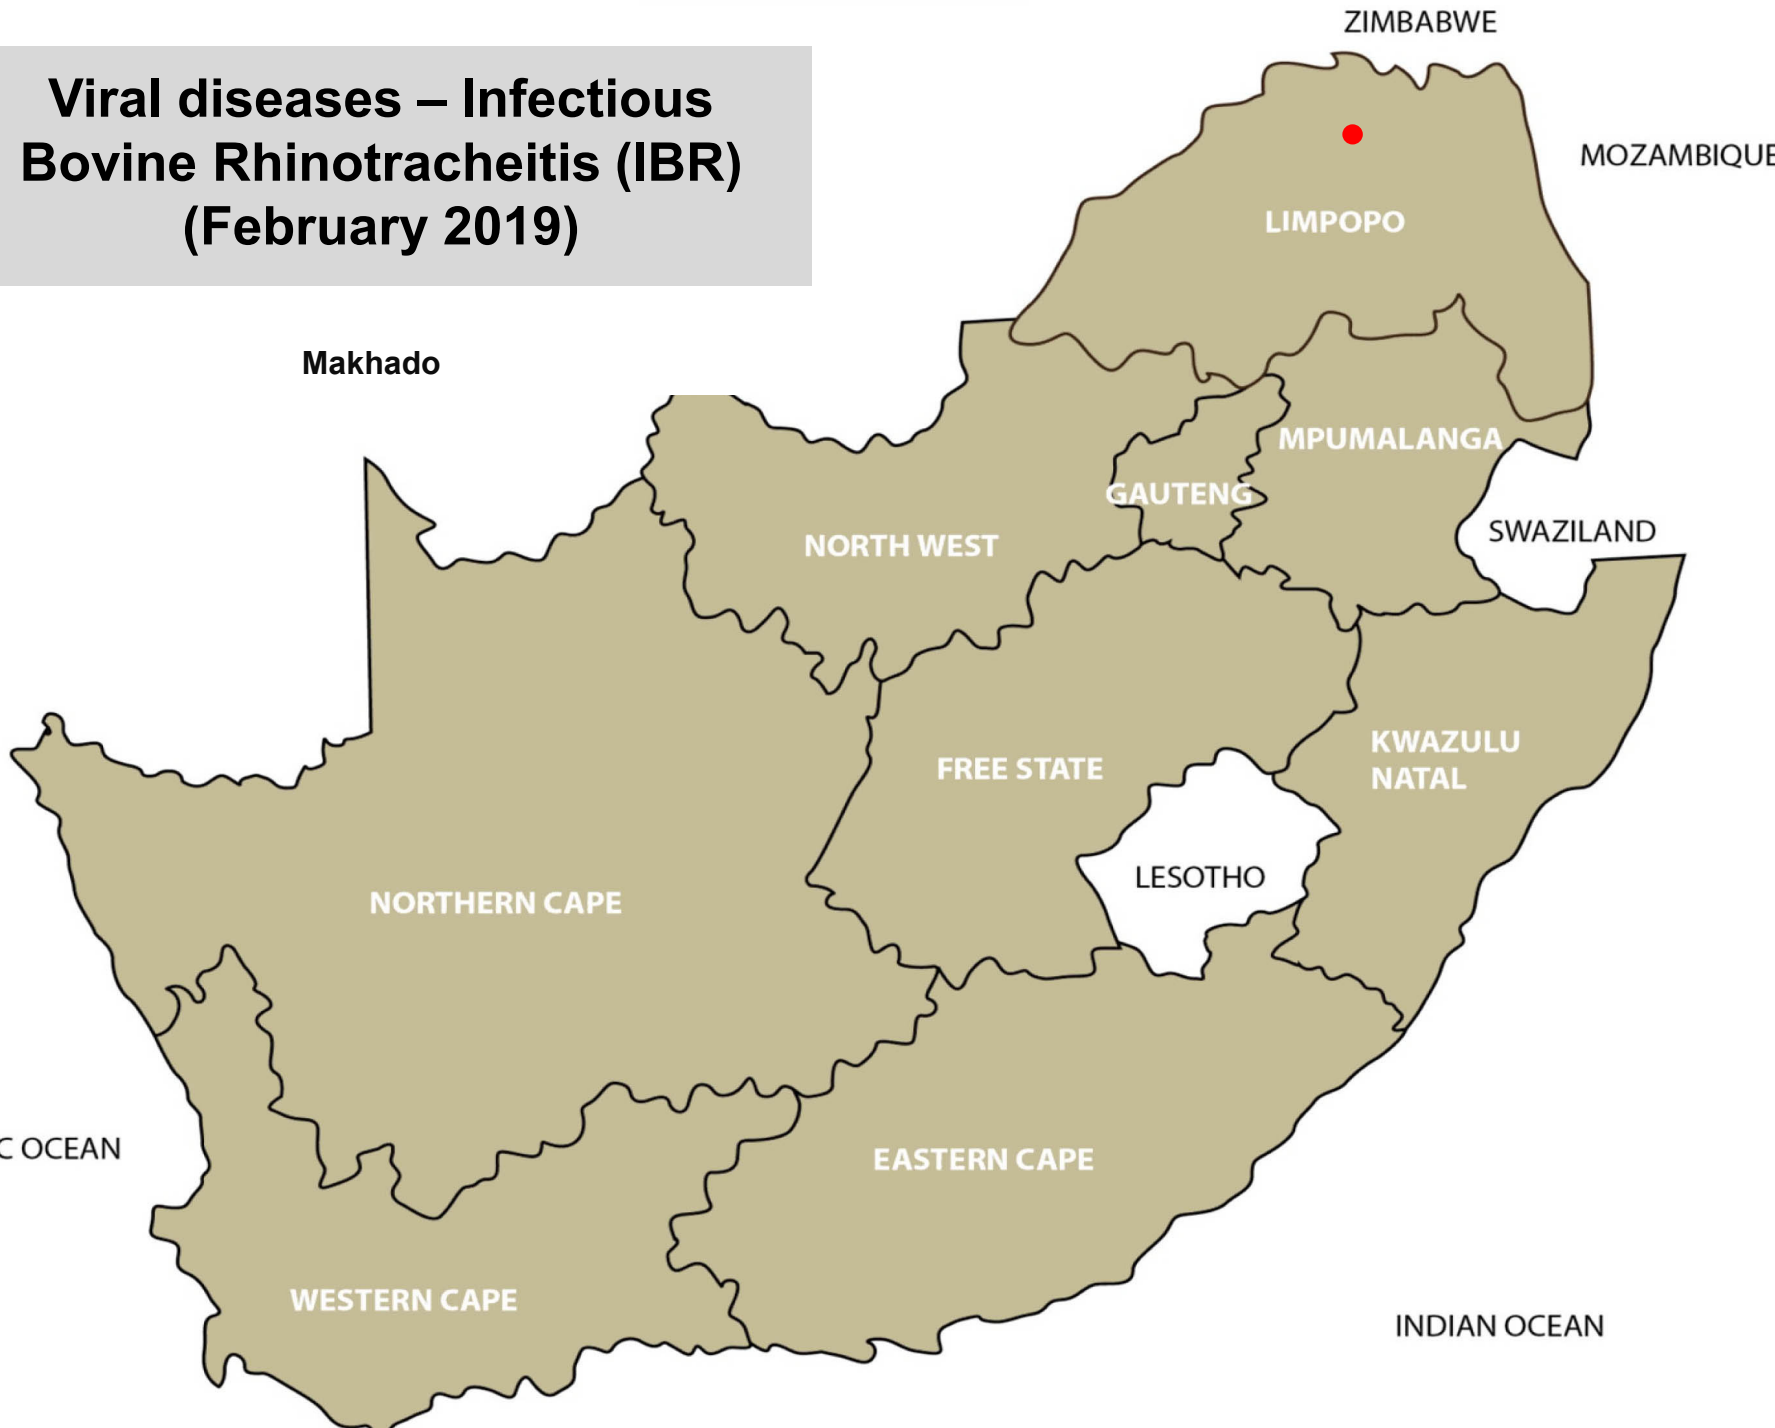 ZIMBABWE
Viral diseases – Infectious
Bovine Rhinotracheitis (IBR)
(February 2019)
MOZAMBIQUE
LIMPOPO
Makhado
MPUMALANGA
GAUTENG
SWAZILAND
NORTH WEST
KWAZULU
NATAL
FREE STATE
LESOTHO
NORTHERN CAPE
C OCEAN
EASTERN CAPE
WESTERN CAPE
INDIAN OCEAN